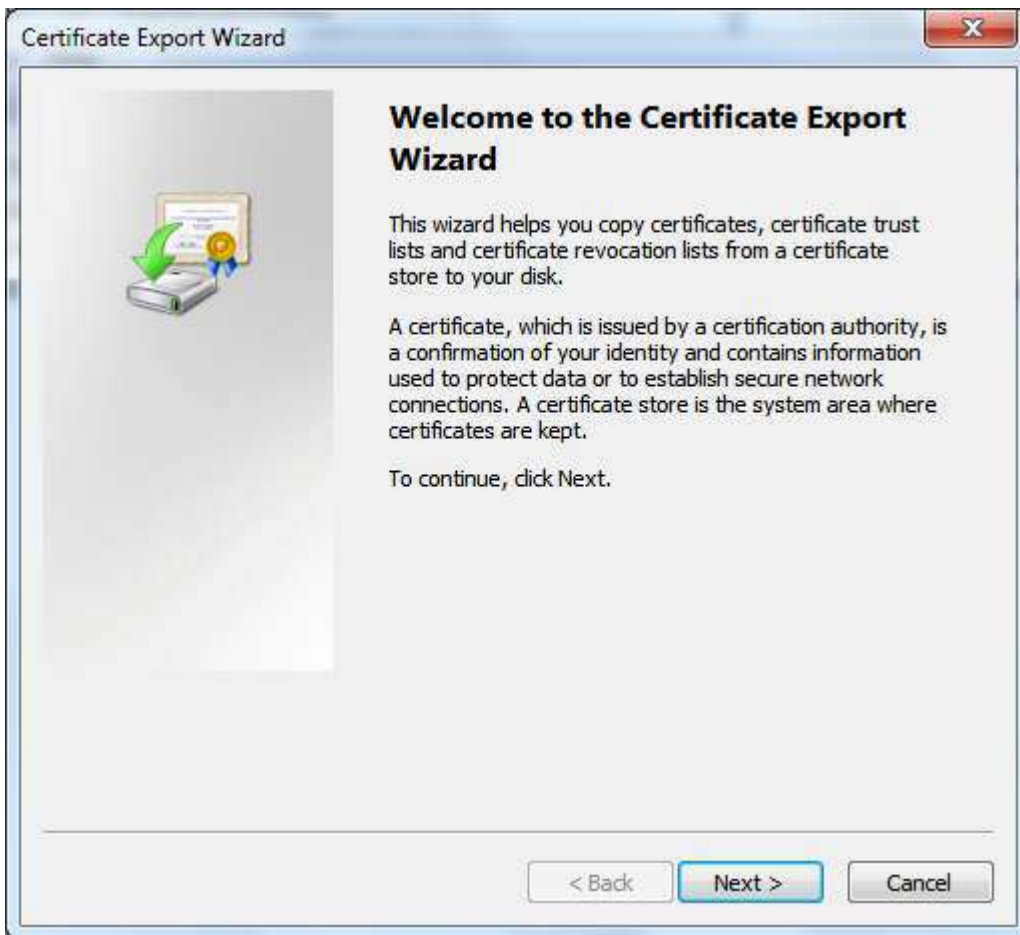 Certificate Export Wizard
Welcome to the Certificate Export
Wizard
This wizard helps you copy certificates, certificate trust
lists and certificate revocation lists from a certificate
store to your disk.
A certificate, which is issued by a certification authority, is
a confirmation of your identity and contains information
used to protect data or to establish secure network
connections. A certificate store is the system area where
certificates are kept.
To continue, click Next.
< Back Next > Cancel